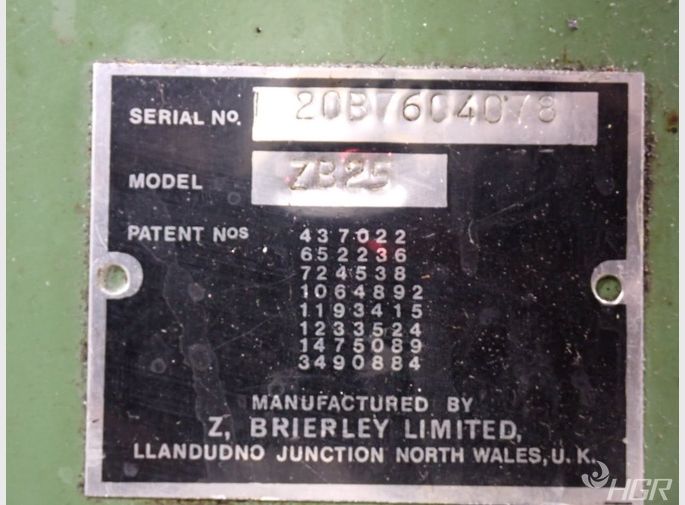 SERIAL No. 20B7604078
MODEL ZB25
PATENT Nos 437022
652236
724538
1064892
1193415
1233524
1475089
3490884
MANUFACTURED BY
Z, BRIERLEY LIMITED,
LLANDUDNO JUNCTION NORTH WALES, U. K.
HGR